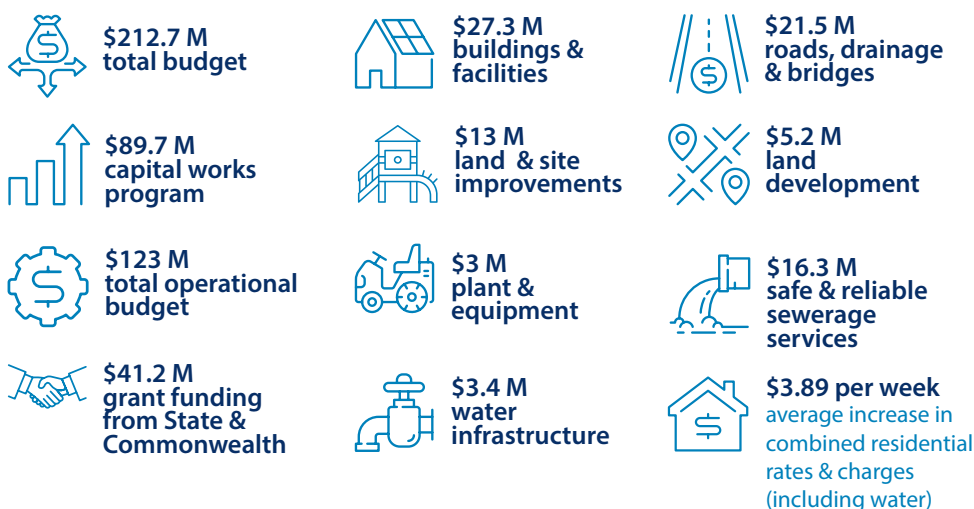 $212.7 M
total budget
$27.3 M
buildings &
facilities
$21.5 M
roads, drainage
& bridges
$89.7 M
capital works
program
$13 M
land & site
improvements
$5.2 M
land
development
$123 M
total operational
budget
$3 M
plant &
equipment
$16.3 M
safe & reliable
sewerage
services
$41.2 M
grant funding
from State &
Commonwealth
$3.4 M
water
infrastructure
$3.89 per week
average increase in
combined residential
rates & charges
(including water)